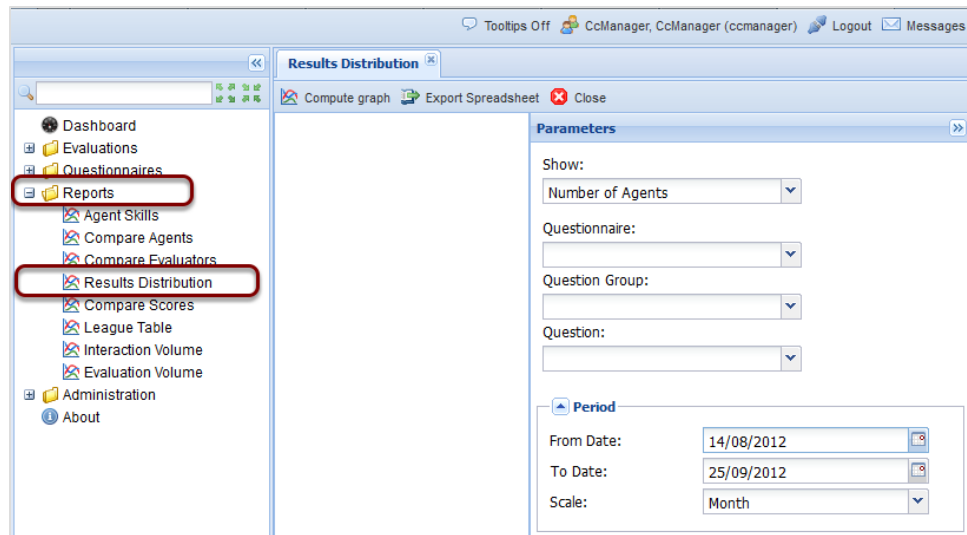 Tooltips Off CcManager, CcManager (ccmanager) Logout Messages
Dashboard
Evaluations
Questionnaires
Reports
Agent Skills
Compare Agents
Compare Evaluators
Results Distribution
Compare Scores
League Table
Interaction Volume
Evaluation Volume
Administration
About
Results Distribution
Compute graph Export Spreadsheet Close
Parameters
Show:
Number of Agents
Questionnaire:
Question Group:
Question:
Period
From Date: 14/08/2012
To Date: 25/09/2012
Scale: Month